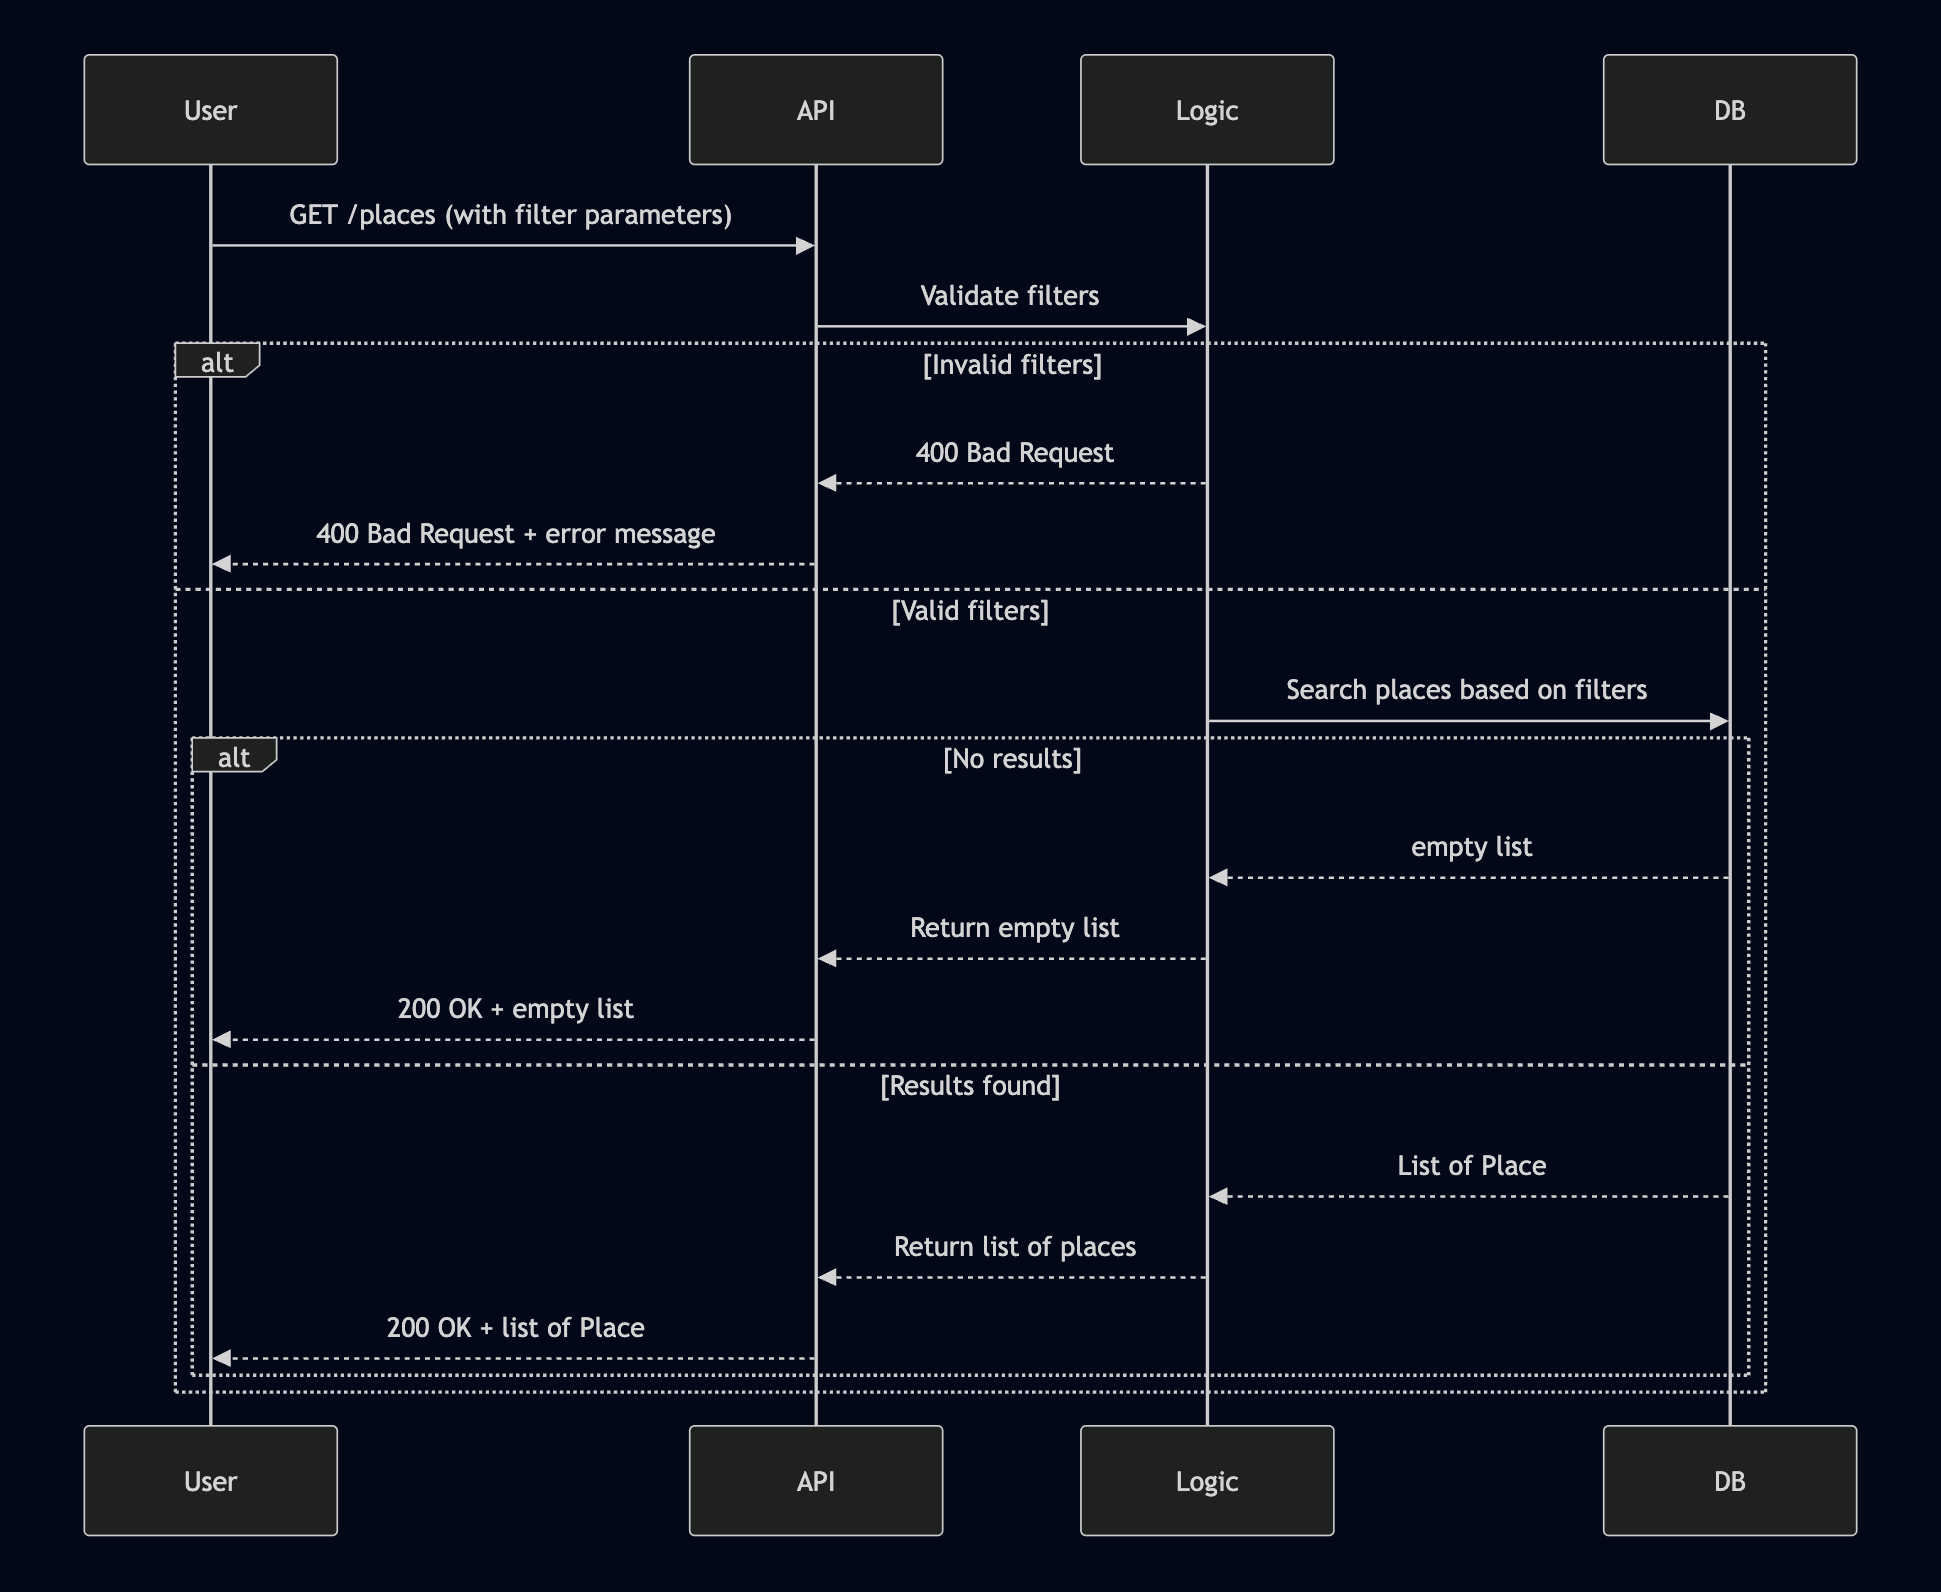 User
API
Logic
DB
GET /places (with filter parameters)
Validate filters
alt
[Invalid filters]
400 Bad Request
400 Bad Request + error message
[Valid filters]
Search places based on filters
alt
[No results]
empty list
Return empty list
200 OK + empty list
[Results found]
List of Place
Return list of places
200 OK + list of Place
User
API
Logic
DB